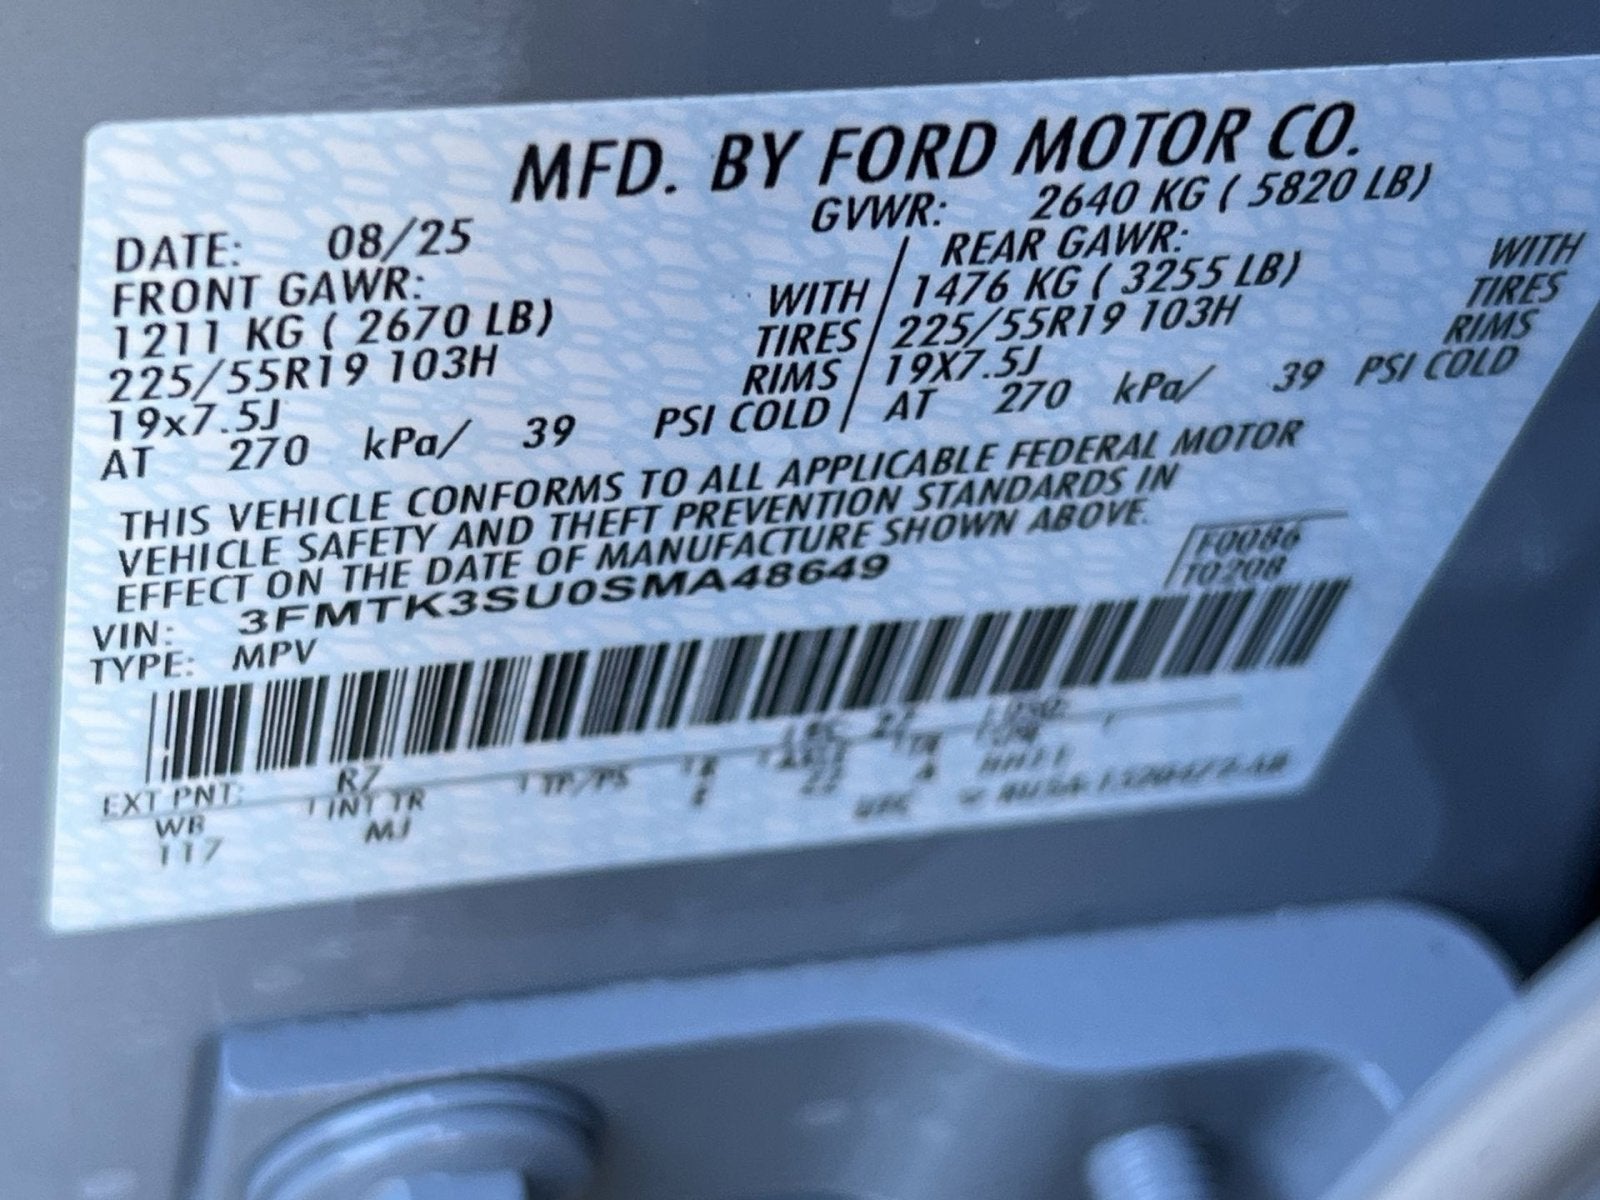 MFD. BY FORD MOTOR CO.
DATE: 08/25 GVWR: 2640 KG ( 5820 LB)
FRONT GAWR: REAR GAWR:
1211 KG ( 2670 LB) WITH / 1476 KG ( 3255 LB) WITH
225/55R19 103H TIRES / 225/55R19 103H TIRES
19x7.5J RIMS / 19X7.5J RIMS
AT 270 kPa/ 39 PSI COLD / AT 270 kPa/ 39 PSI COLD
THIS VEHICLE CONFORMS TO ALL APPLICABLE FEDERAL MOTOR
VEHICLE SAFETY AND THEFT PREVENTION STANDARDS IN
EFFECT ON THE DATE OF MANUFACTURE SHOWN ABOVE.
F0086
T0208
VIN: 3FMTK3SU0SMA48649
TYPE: MPV
EXT PNT: RZ
WB INT TR TP/PS
117 MJ